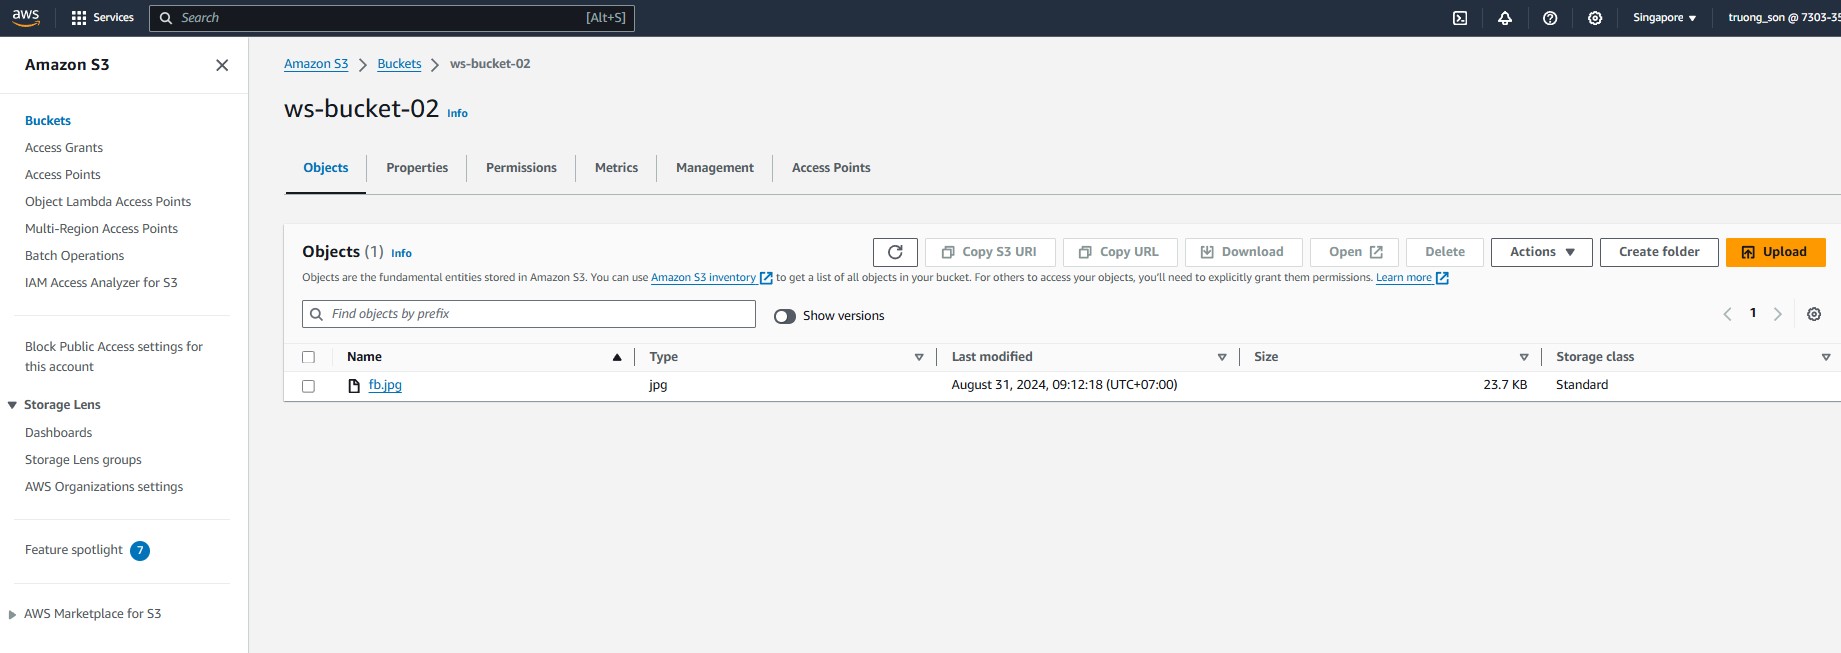 aws Services Search [Alt+S] Singapore truong_son @ 7303-35
Amazon S3
Buckets
Access Grants
Access Points
Object Lambda Access Points
Multi-Region Access Points
Batch Operations
IAM Access Analyzer for S3
Block Public Access settings for
this account
Storage Lens
Dashboards
Storage Lens groups
AWS Organizations settings
Feature spotlight 7
AWS Marketplace for S3
Amazon S3 Buckets ws-bucket-02
ws-bucket-02 Info
Objects Properties Permissions Metrics Management Access Points
Objects (1) Info Copy S3 URI Copy URL Download Open Delete Actions Create folder Upload
Objects are the fundamental entities stored in Amazon S3. You can use Amazon S3 inventory to get a list of all objects in your bucket. For others to access your objects, you'll need to explicitly grant them permissions. Learn more
Find objects by prefix Show versions 1
Name Type Last modified Size Storage class
fb.jpg jpg August 31, 2024, 09:12:18 (UTC+07:00) 23.7 KB Standard